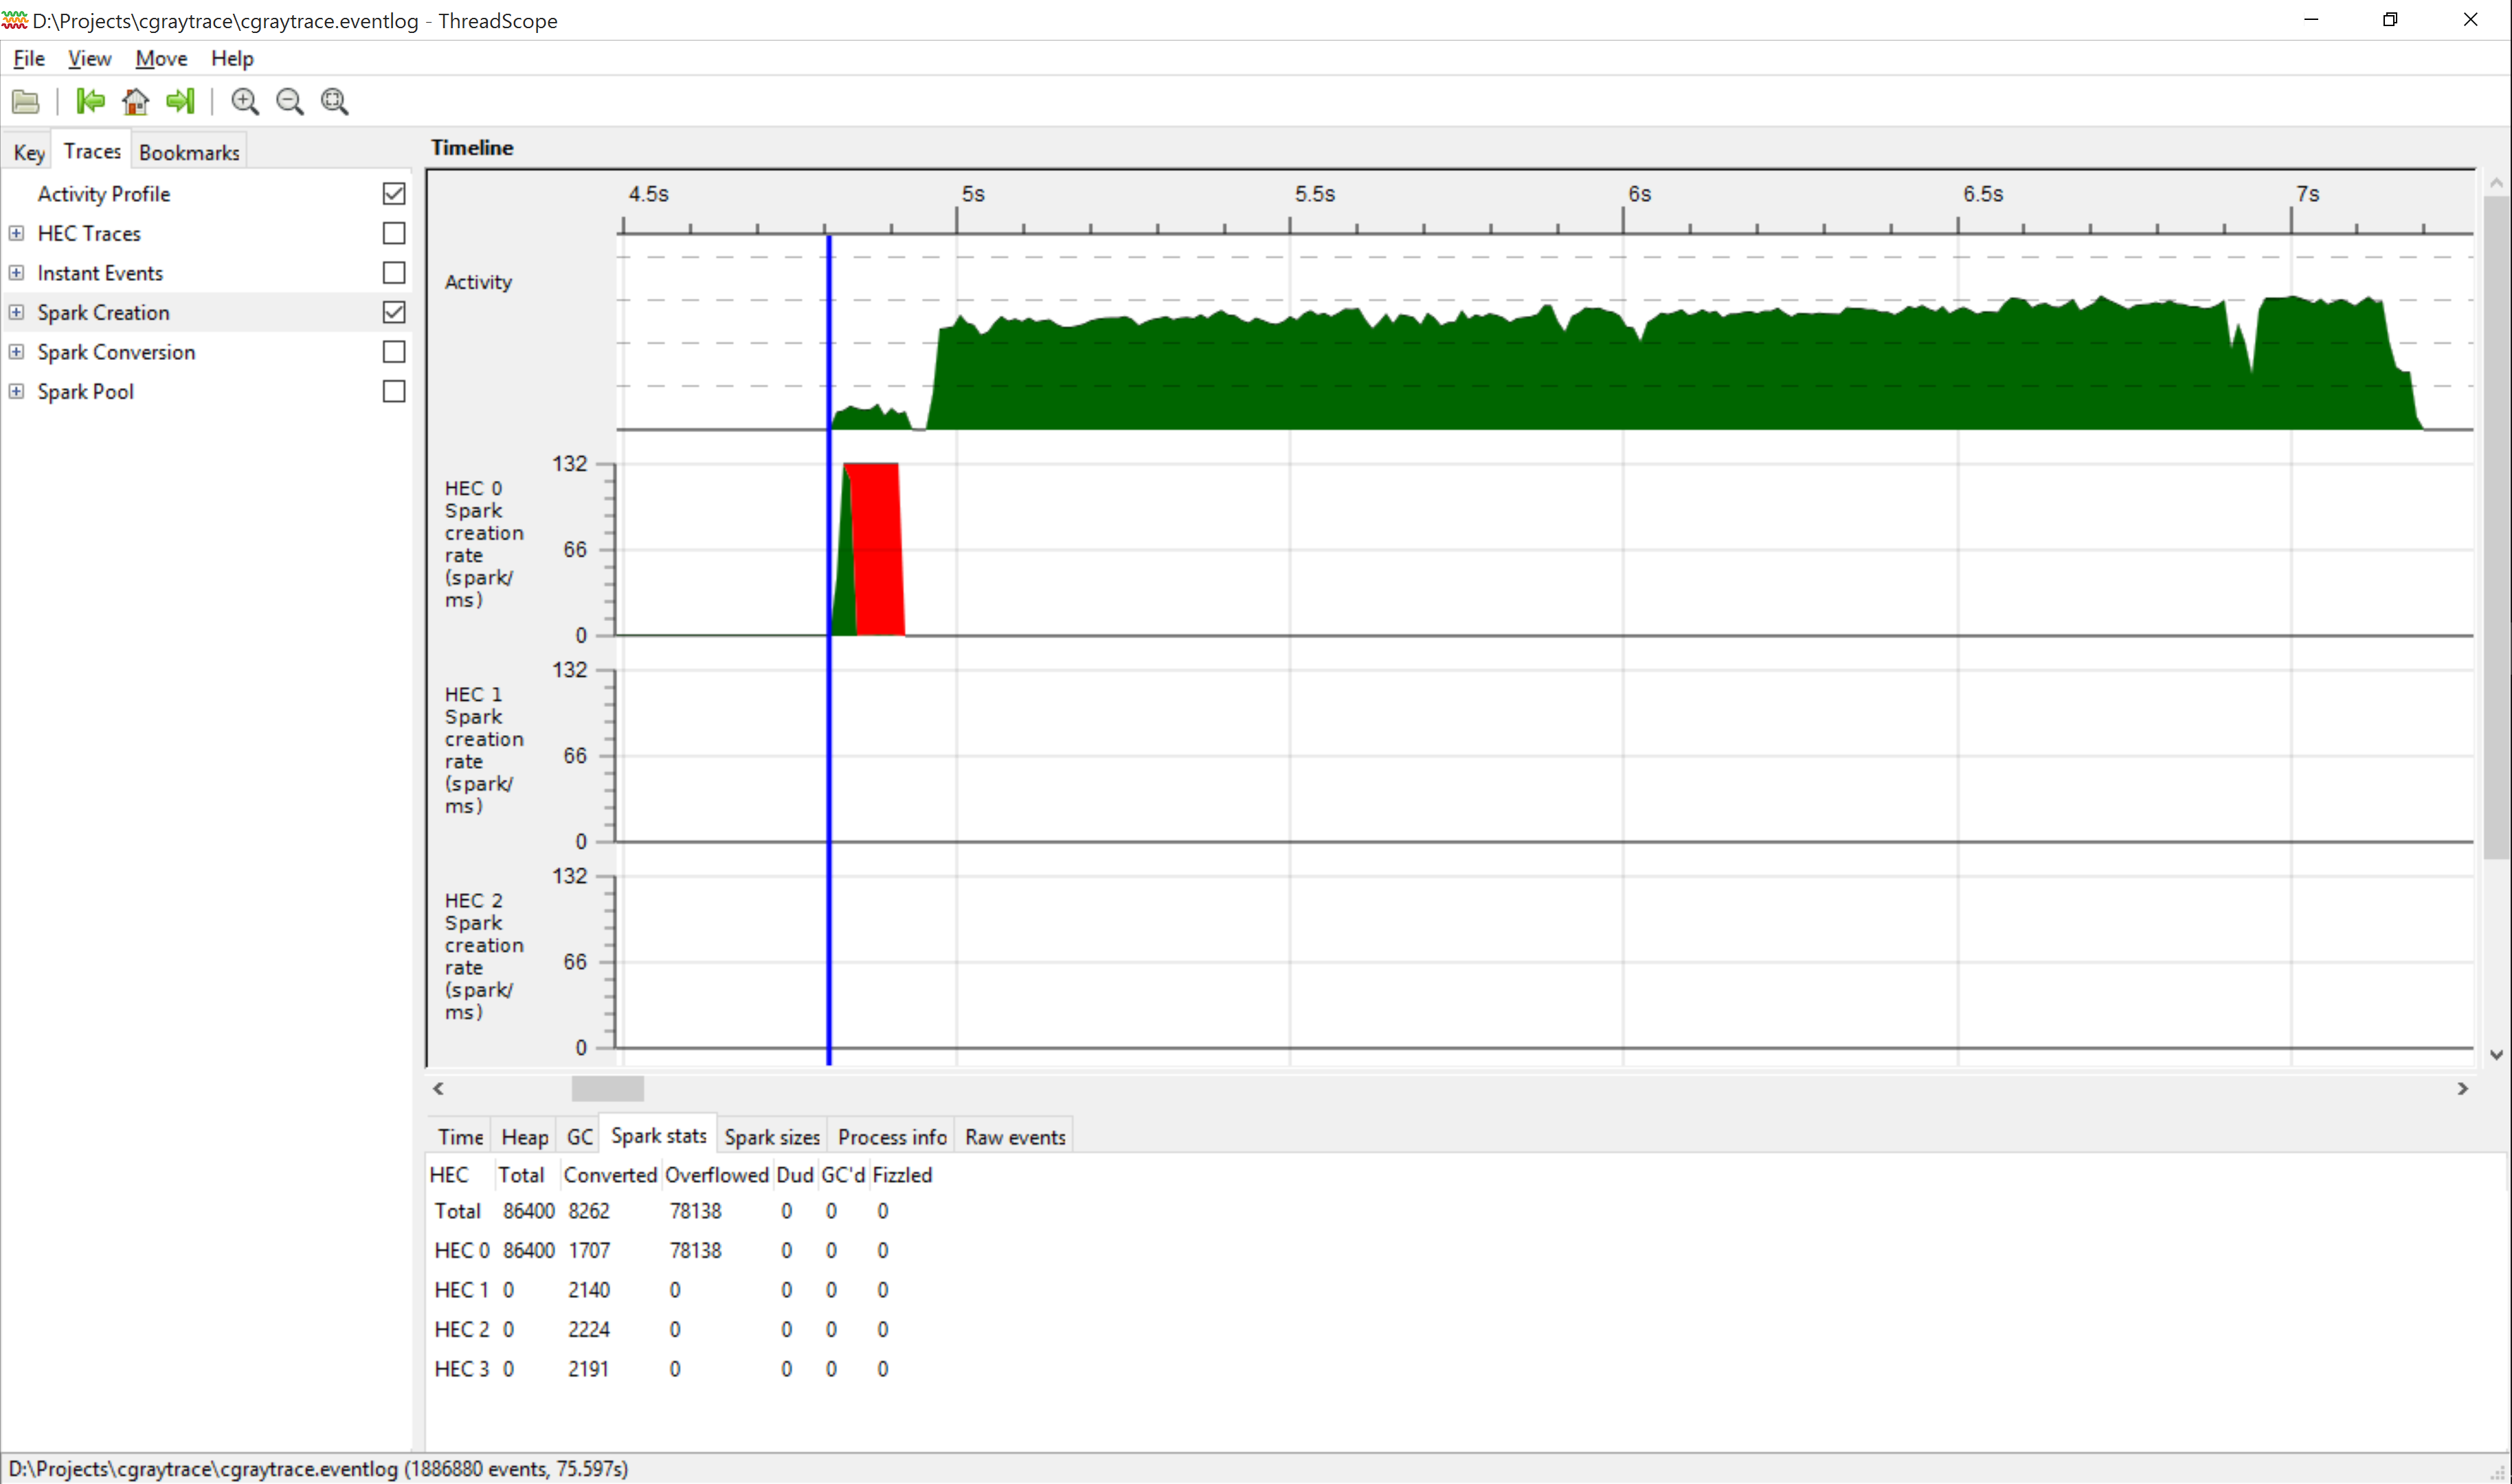 D:\Projects\cgraytrace\cgraytrace.eventlog - ThreadScope
File View Move Help
Key Traces Bookmarks
Activity Profile
HEC Traces
Instant Events
Spark Creation
Spark Conversion
Spark Pool
Timeline
4.5s 5s 5.5s 6s 6.5s 7s
Activity
HEC 0
Spark
creation
rate
(spark/
ms)
132
66
0
HEC 1
Spark
creation
rate
(spark/
ms)
132
66
0
HEC 2
Spark
creation
rate
(spark/
ms)
132
66
0
Time Heap GC Spark stats Spark sizes Process info Raw events
HEC Total Converted Overflowed Dud GC'd Fizzled
Total 86400 8262 78138 0 0 0
HEC 0 86400 1707 78138 0 0 0
HEC 1 0 2140 0 0 0 0
HEC 2 0 2224 0 0 0 0
HEC 3 0 2191 0 0 0 0
D:\Projects\cgraytrace\cgraytrace.eventlog (1886880 events, 75.597s)